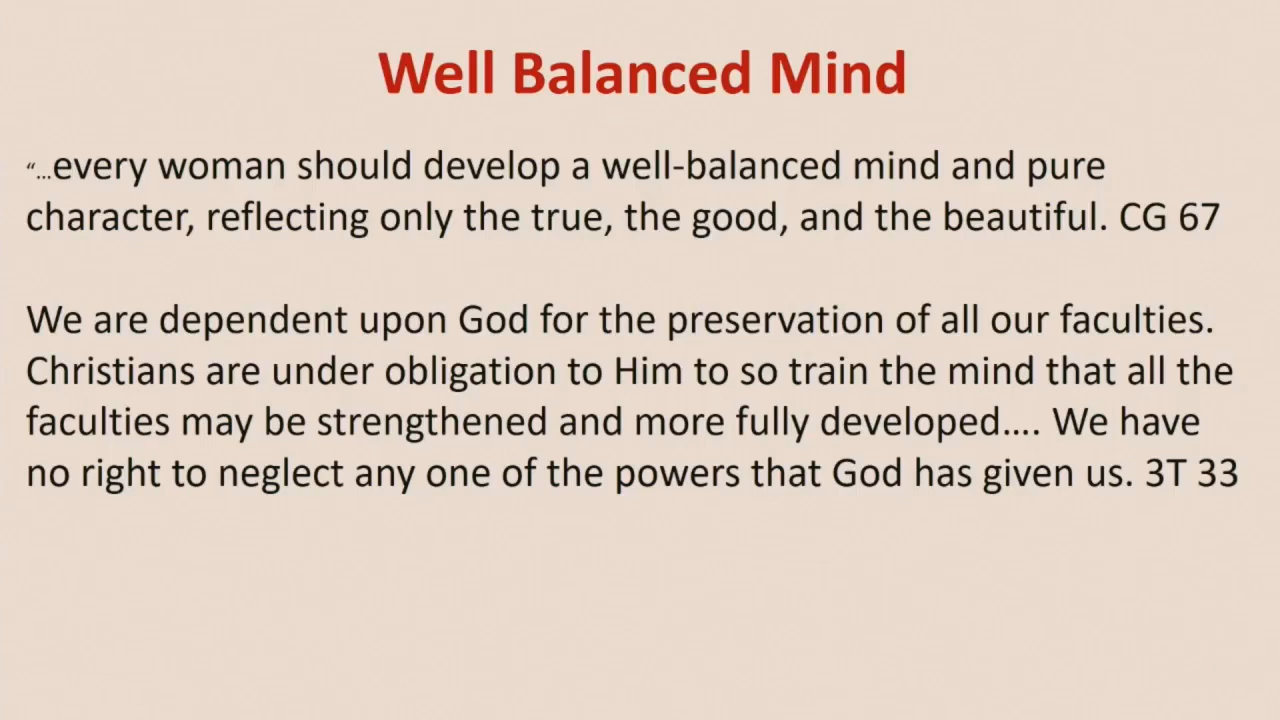 Well Balanced Mind
“…every woman should develop a well-balanced mind and pure
character, reflecting only the true, the good, and the beautiful. CG 67
We are dependent upon God for the preservation of all our faculties.
Christians are under obligation to Him to so train the mind that all the
faculties may be strengthened and more fully developed…. We have
no right to neglect any one of the powers that God has given us. 3T 33